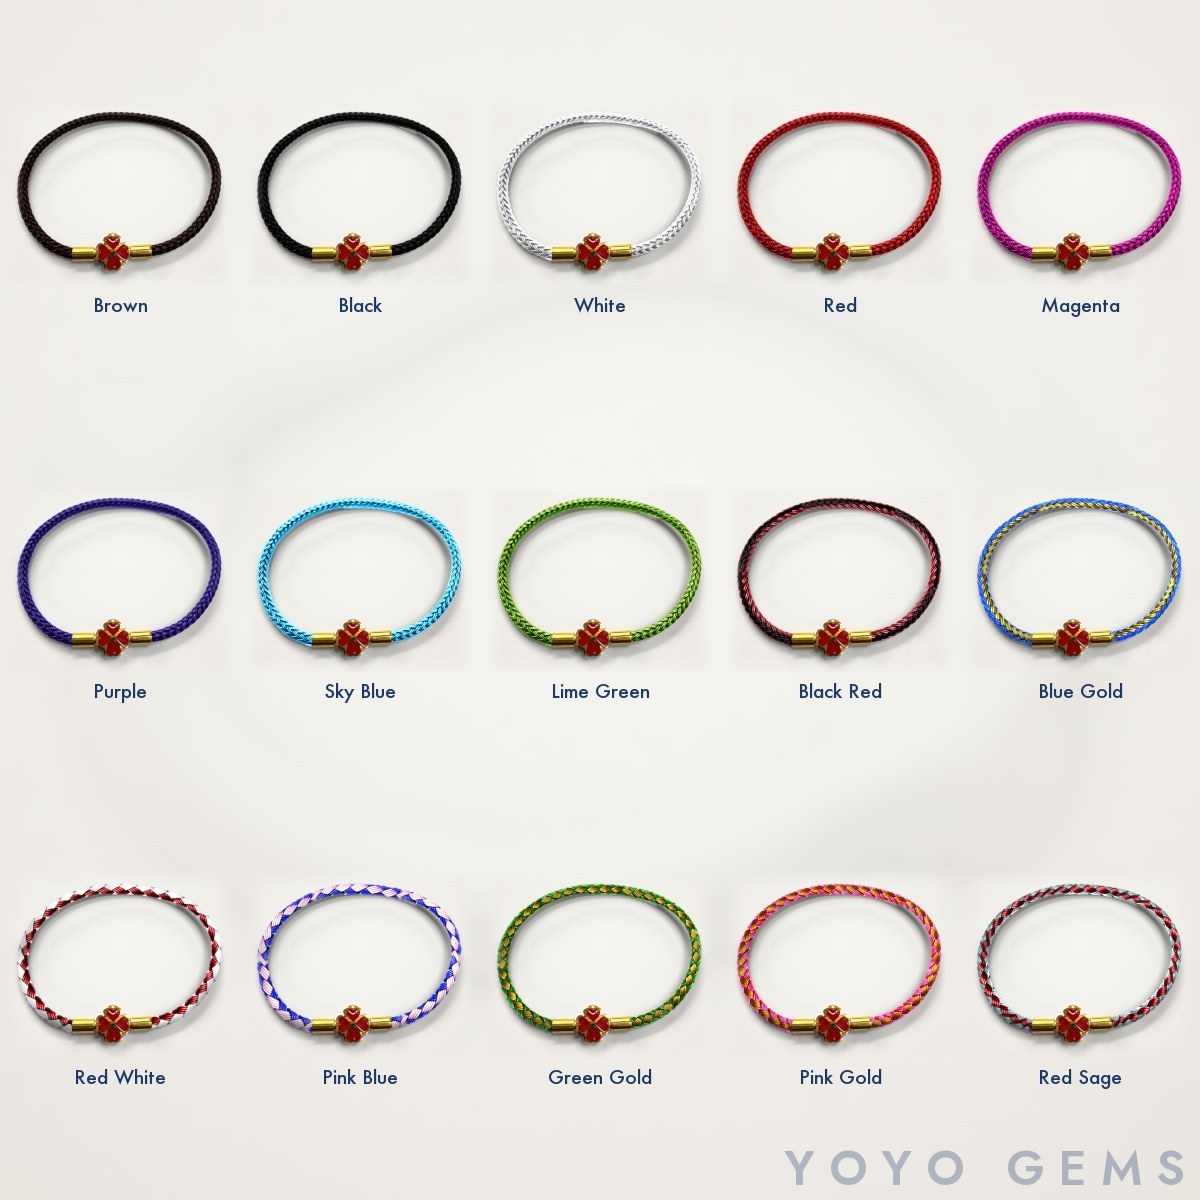 Brown
Black
White
Red
Magenta
Purple
Sky Blue
Lime Green
Black Red
Blue Gold
Red White
Pink Blue
Green Gold
Pink Gold
Red Sage
YOYO GEMS